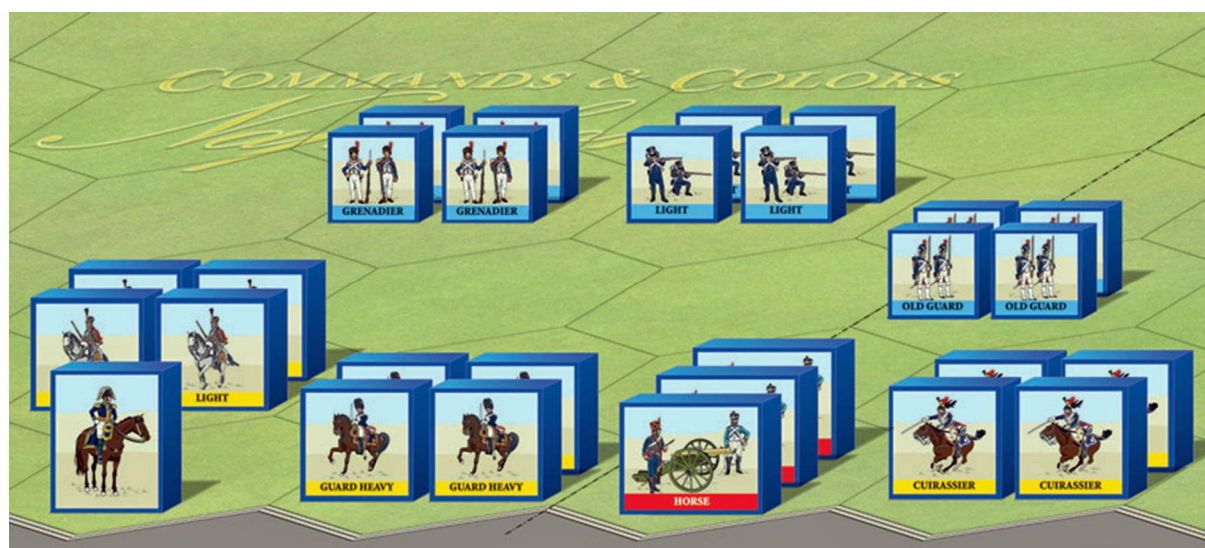 COMMANDS & COLORS
GRENADIER GRENADIER
LIGHT LIGHT
OLD GUARD OLD GUARD
LIGHT
GUARD HEAVY GUARD HEAVY
HORSE
CUIRASSIER CUIRASSIER